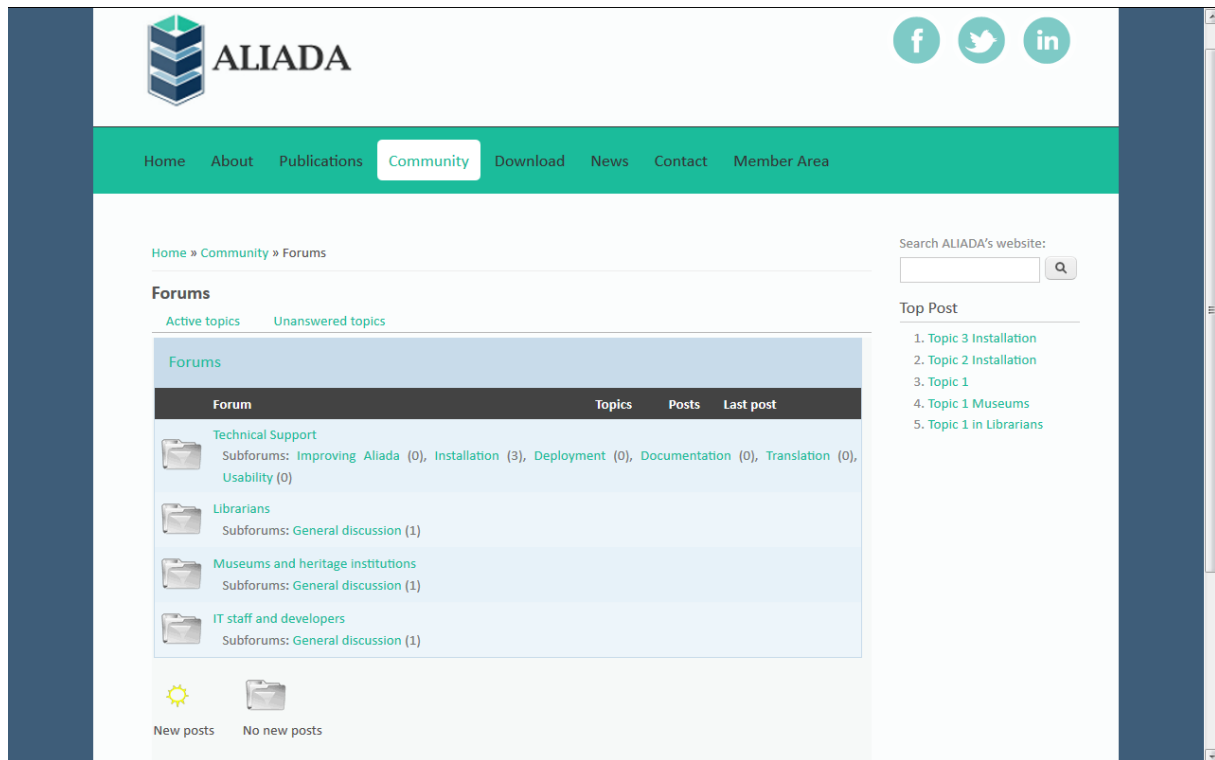 ALIADA
f
in
Home About Publications Community Download News Contact Member Area
Home » Community » Forums
Forums
Active topics Unanswered topics
Forums
Forum Topics Posts Last post
Technical Support
Subforums: Improving Aliada (0), Installation (3), Deployment (0), Documentation (0), Translation (0),
Usability (0)
Librarians
Subforums: General discussion (1)
Museums and heritage institutions
Subforums: General discussion (1)
IT staff and developers
Subforums: General discussion (1)
New posts No new posts
Search ALIADA's website:
Top Post
1. Topic 3 Installation
2. Topic 2 Installation
3. Topic 1
4. Topic 1 Museums
5. Topic 1 in Librarians